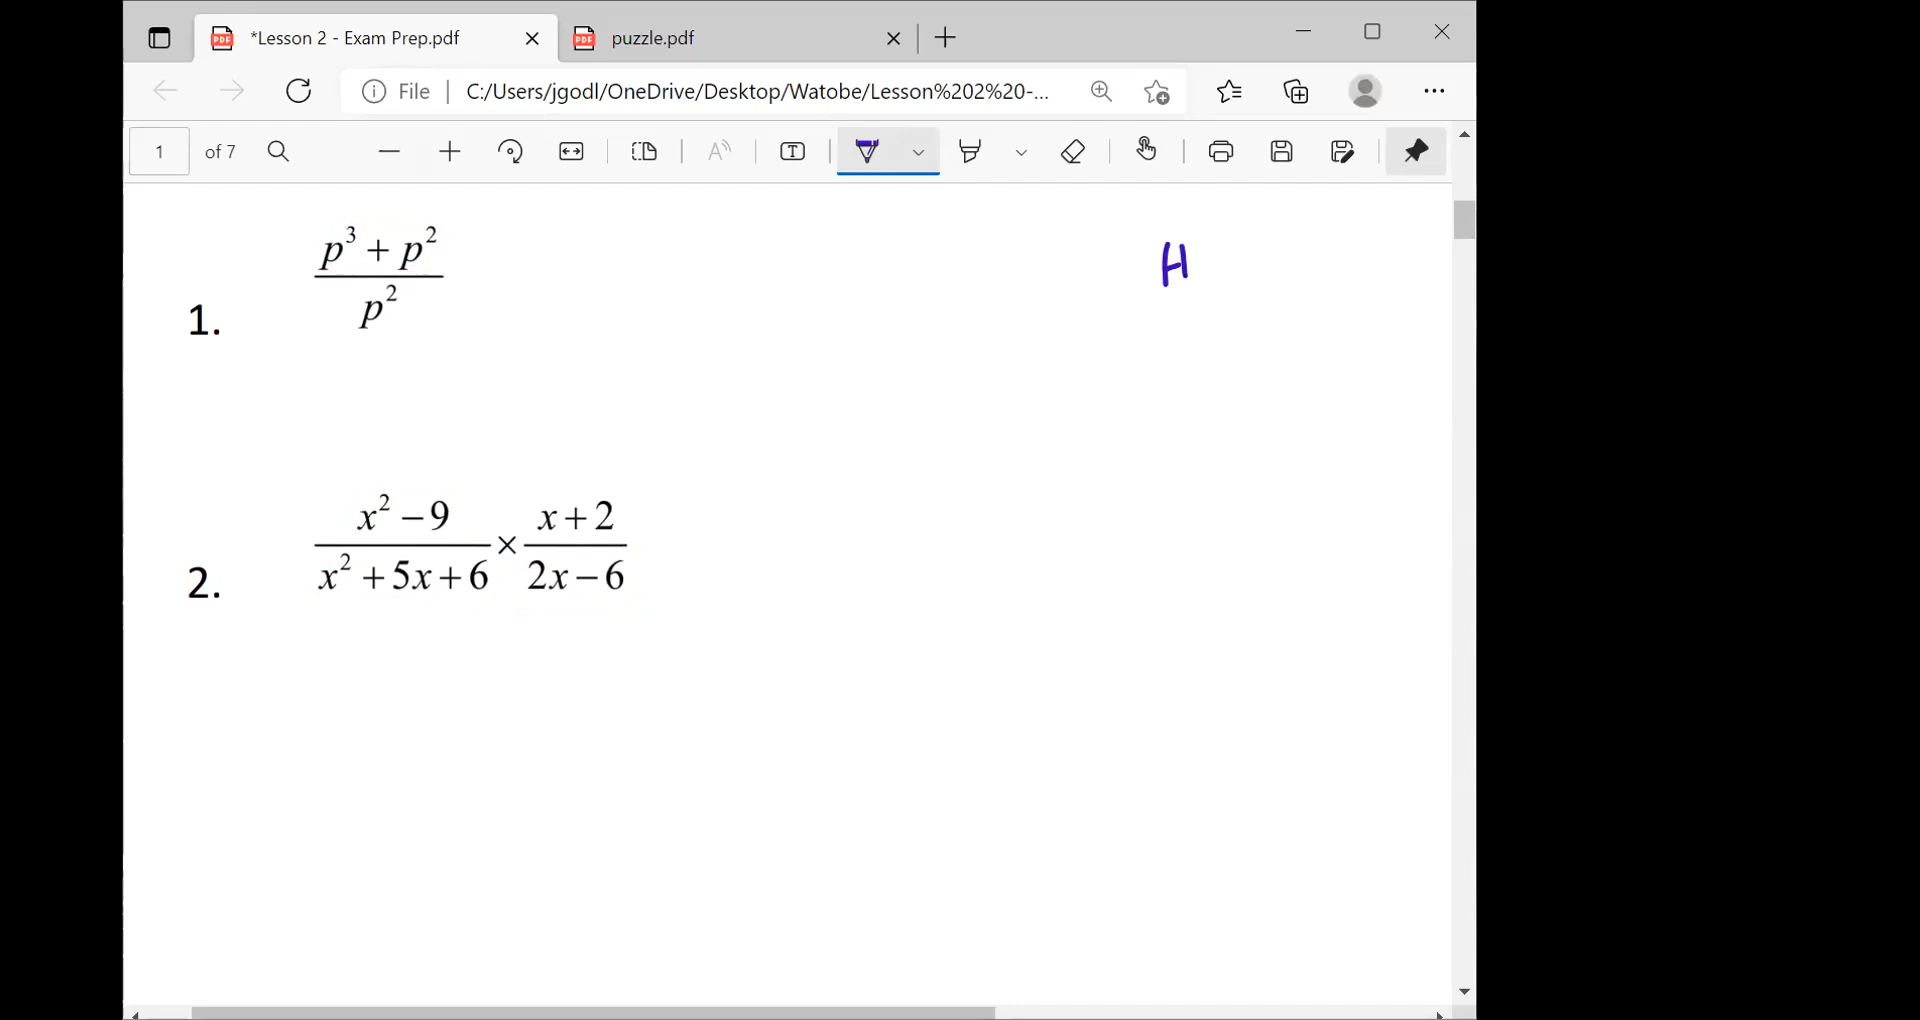 *Lesson 2 - Exam Prep.pdf puzzle.pdf
File C:/Users/jgodl/OneDrive/Desktop/Watobe/Lesson%202%20-...
1 of 7
1. (p³ + p²) / p² H
2. (x² − 9) / (x² + 5x + 6) × (x + 2) / (2x − 6)